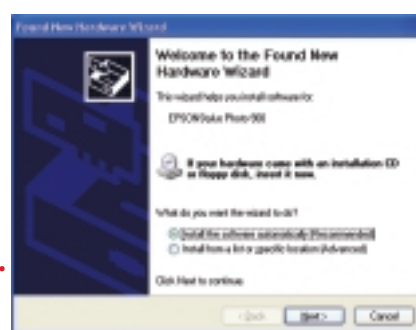 Found New Hardware Wizard
Welcome to the Found New
Hardware Wizard
This wizard helps you install software for:
EPSON Stylus Photo 900
If your hardware came with an installation CD
or floppy disk, insert it now.
What do you want the wizard to do?
Install the software automatically (Recommended)
Install from a list or specific location (Advanced)
Click Next to continue.
< Back Next > Cancel